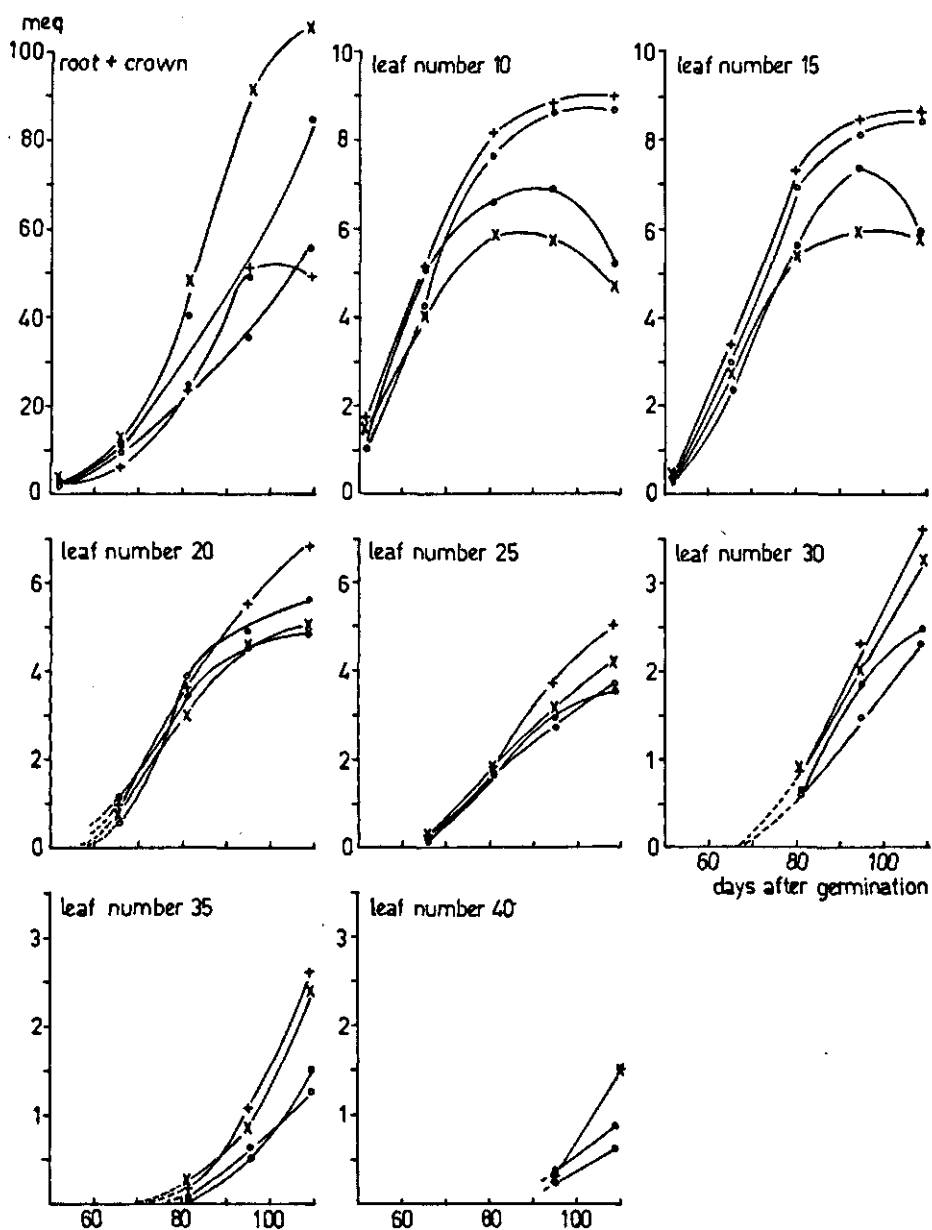 meq
100
80
60
40
20
0
root + crown
10
8
6
4
2
0
leaf number 10
10
8
6
4
2
0
leaf number 15
6
4
2
0
leaf number 20
6
4
2
0
leaf number 25
3
2
1
0
leaf number 30
60 80 100
days after germination
3
2
1
leaf number 35
60 80 100
3
2
1
leaf number 40
60 80 100